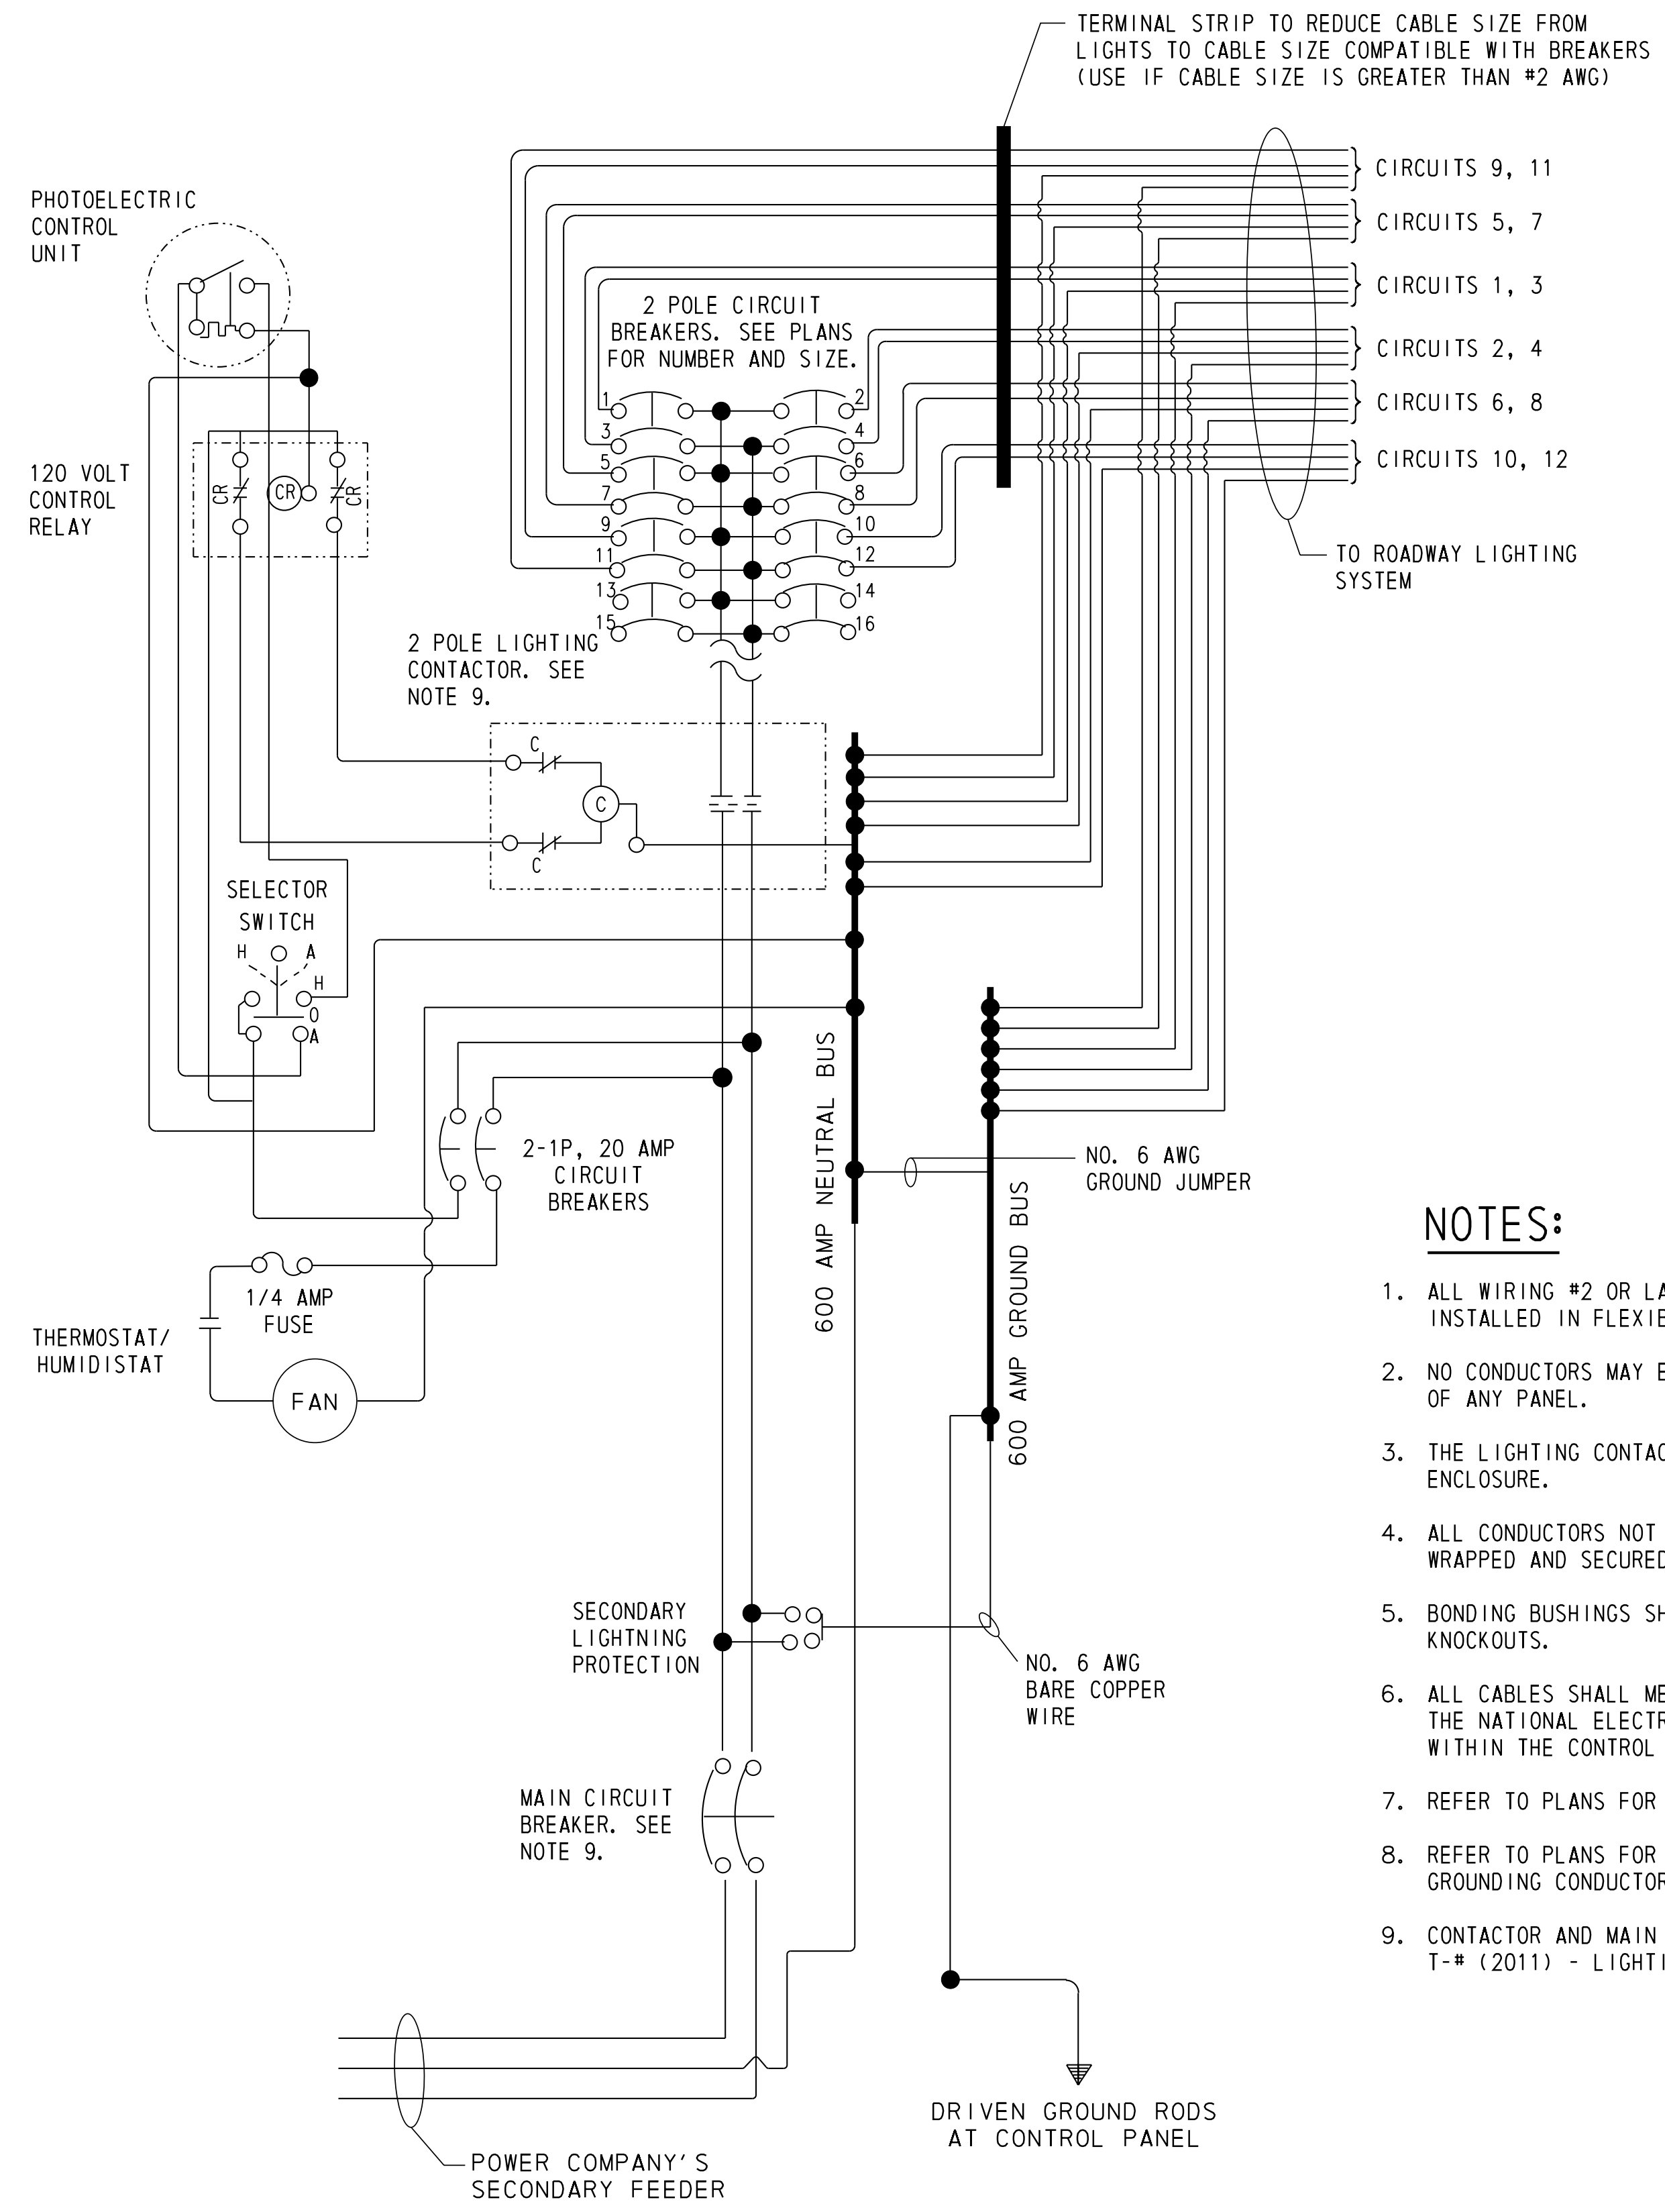 TERMINAL STRIP TO REDUCE CABLE SIZE FROM
LIGHTS TO CABLE SIZE COMPATIBLE WITH BREAKERS
(USE IF CABLE SIZE IS GREATER THAN #2 AWG)
CIRCUITS 9, 11
CIRCUITS 5, 7
CIRCUITS 1, 3
CIRCUITS 2, 4
CIRCUITS 6, 8
CIRCUITS 10, 12
TO ROADWAY LIGHTING
SYSTEM
PHOTOELECTRIC
CONTROL
UNIT
2 POLE CIRCUIT
BREAKERS. SEE PLANS
FOR NUMBER AND SIZE.
1
2
3
4
5
6
7
8
9
10
11
12
13
14
15
16
120 VOLT
CONTROL
RELAY
CR
CR
CR
2 POLE LIGHTING
CONTACTOR. SEE
NOTE 9.
C
C
C
SELECTOR
SWITCH
H
A
H
O
A
2-1P, 20 AMP
CIRCUIT
BREAKERS
600 AMP NEUTRAL BUS
600 AMP GROUND BUS
NO. 6 AWG
GROUND JUMPER
1/4 AMP
FUSE
THERMOSTAT/
HUMIDISTAT
FAN
SECONDARY
LIGHTNING
PROTECTION
NO. 6 AWG
BARE COPPER
WIRE
MAIN CIRCUIT
BREAKER. SEE
NOTE 9.
DRIVEN GROUND RODS
AT CONTROL PANEL
POWER COMPANY'S
SECONDARY FEEDER
NOTES:
1. ALL WIRING #2 OR
INSTALLED IN
2. NO CONDUCTORS MAY
OF ANY PANEL.
3. THE LIGHTING
ENCLOSURE.
4. ALL CONDUCTORS NOT
WRAPPED AND SECURED
5. BONDING BUSHINGS
KNOCKOUTS.
6. ALL CABLES SHALL
THE NATIONAL
WITHIN THE CONTROL
7. REFER TO PLANS FOR
8. REFER TO PLANS FOR
GROUNDING CONDUCTOR
9. CONTACTOR AND MAIN
T-# (2011) -